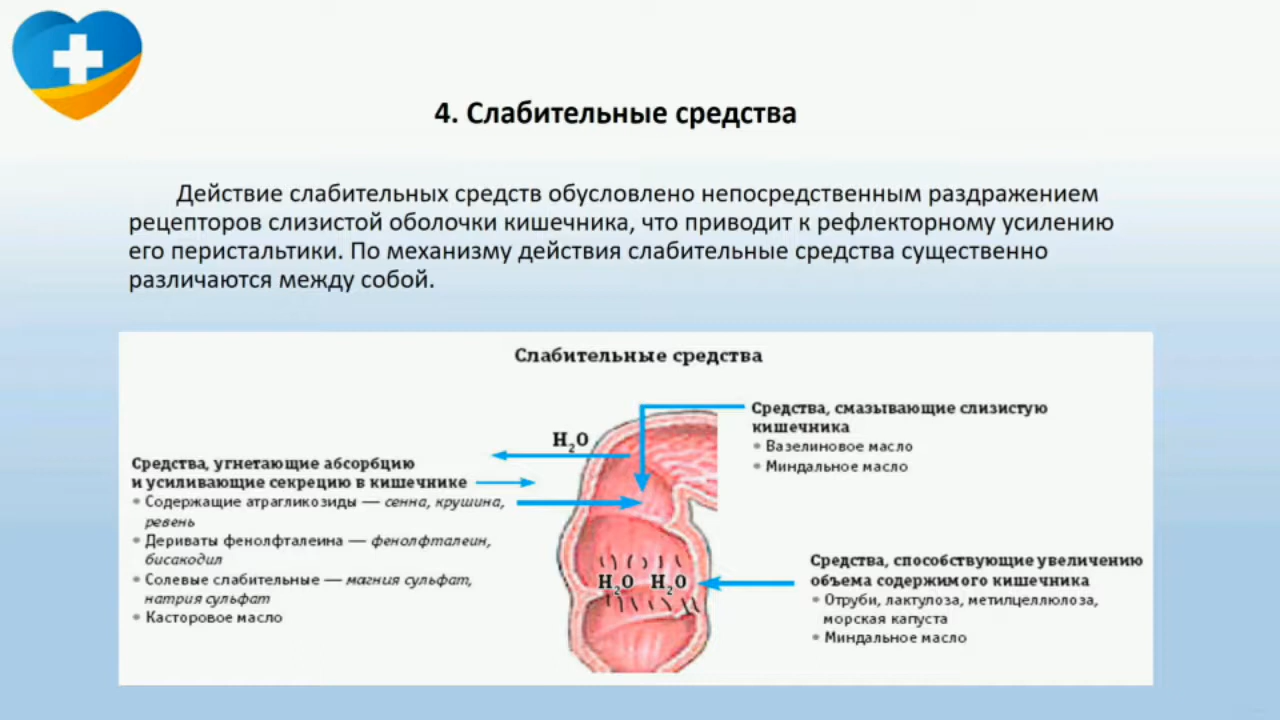 4. Слабительные средства
Действие слабительных средств обусловлено непосредственным раздражением
рецепторов слизистой оболочки кишечника, что приводит к рефлекторному усилению
его перистальтики. По механизму действия слабительные средства существенно
различаются между собой.
Слабительные средства
H₂O
Средства, угнетающие абсорбцию
и усиливающие секрецию в кишечнике
• Содержащие атрагликозиды — сенна, крушина,
ревень
• Дериваты фенолфталеина — фенолфталеин,
бисакодил
• Солевые слабительные — магния сульфат,
натрия сульфат
• Касторовое масло
H₂O H₂O
Средства, смазывающие слизистую
кишечника
• Вазелиновое масло
• Миндальное масло
Средства, способствующие увеличению
объема содержимого кишечника
• Отруби, лактулоза, метилцеллюлоза,
морская капуста
• Миндальное масло